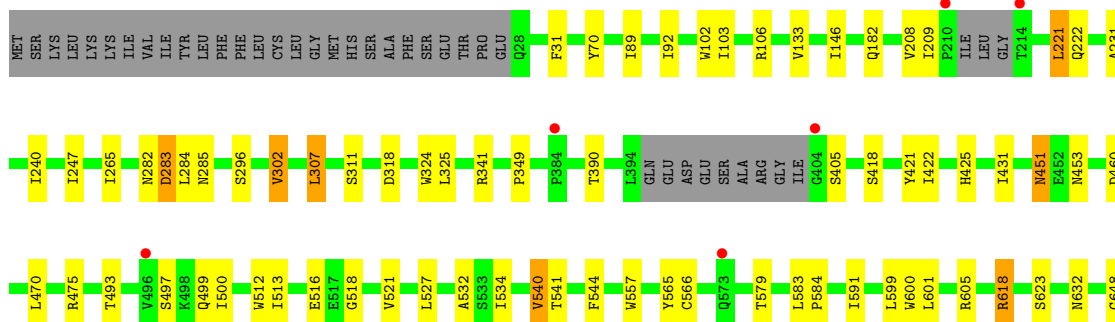 MET SER LYS LEU LYS LYS ILE VAL ILE TYR LEU PHE PHE LEU CYS LEU GLY MET HIS SER ALA PHE SER GLU THR PRO GLU Q28 F31 Y70 I89 I92 W102 I103 R106 V133 I146 Q182 V208 I209 P210 ILE LEU GLY T214 L221 Q222
I240 I247 I265 N282 D283 L284 N285 S296 V302 L307 S311 D318 W324 L325 R341 P349 P384 T390 L394 GLN GLU ASP GLU SER ALA ARG GLY ILE G404 S405 S418 Y421 I422 H425 I431 N451 E452 N453
L470 R475 T493 V496 S497 K498 Q499 I500 W512 I513 E516 E517 G518 V521 L527 A532 S533 I534 V540 T541 F544 W557 Y565 C566 Q573 T579 L583 P584 I591 L599 W600 L601 R605 R618 S623 N632